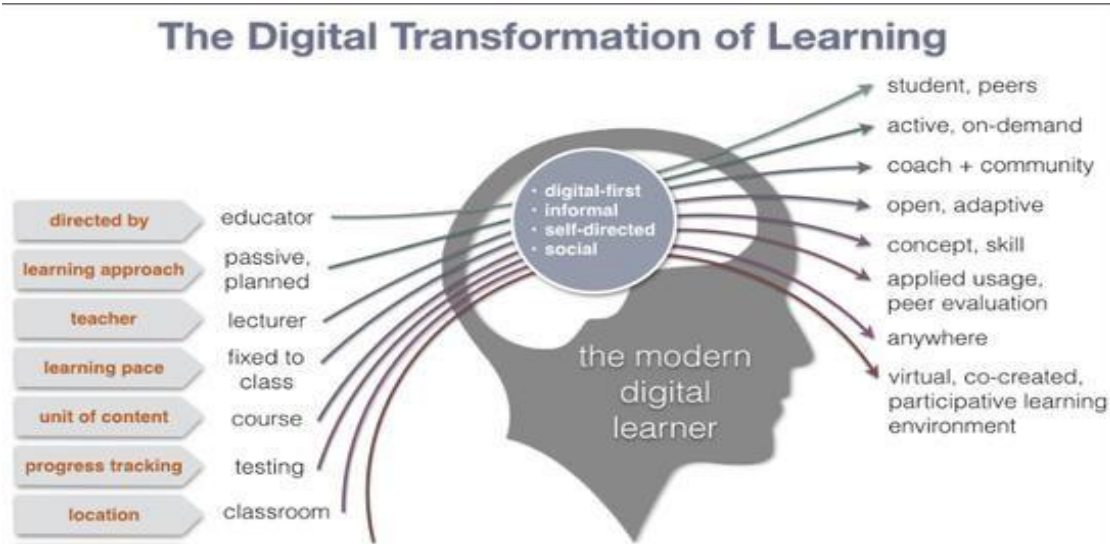 The Digital Transformation of Learning
directed by
educator
learning approach
passive,
planned
teacher
lecturer
learning pace
fixed to
class
unit of content
course
progress tracking
testing
location
classroom
• digital-first
• informal
• self-directed
• social
the modern
digital
learner
student, peers
active, on-demand
coach + community
open, adaptive
concept, skill
applied usage,
peer evaluation
anywhere
virtual, co-created,
participative learning
environment